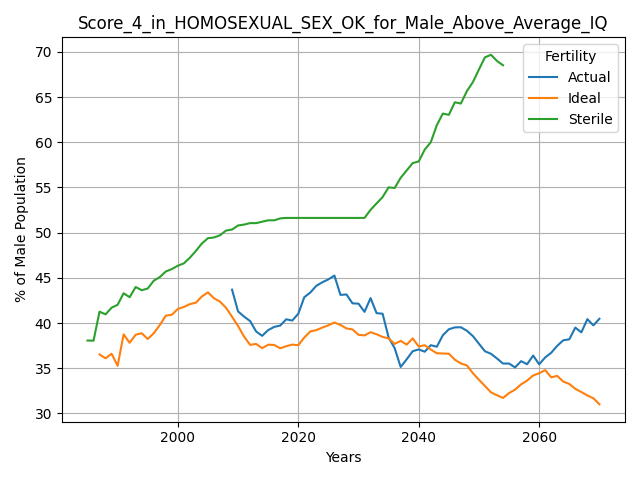 Score_4_in_HOMOSEXUAL_SEX_OK_for_Male_Above_Average_IQ
Fertility
Actual
Ideal
Sterile
% of Male Population
70
65
60
55
50
45
40
35
30
2000
2020
2040
2060
Years